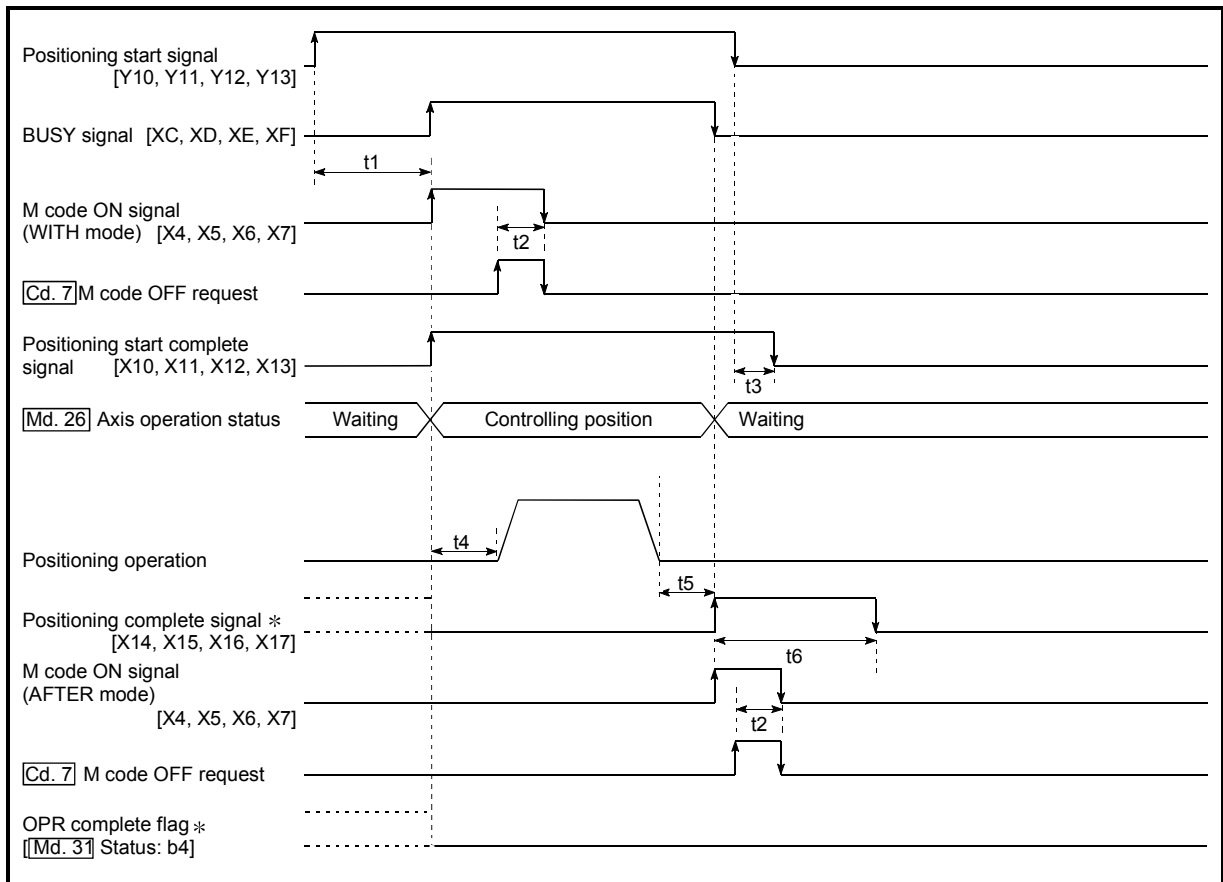 Positioning start signal
[Y10, Y11, Y12, Y13]
BUSY signal [XC, XD, XE, XF]
t1
M code ON signal
(WITH mode) [X4, X5, X6, X7]
t2
Cd. 7 M code OFF request
Positioning start complete
signal [X10, X11, X12, X13]
t3
Md. 26 Axis operation status Waiting Controlling position Waiting
t4
Positioning operation
t5
Positioning complete signal *
[X14, X15, X16, X17]
t6
M code ON signal
(AFTER mode)
[X4, X5, X6, X7]
t2
Cd. 7 M code OFF request
OPR complete flag *
[Md. 31 Status: b4]